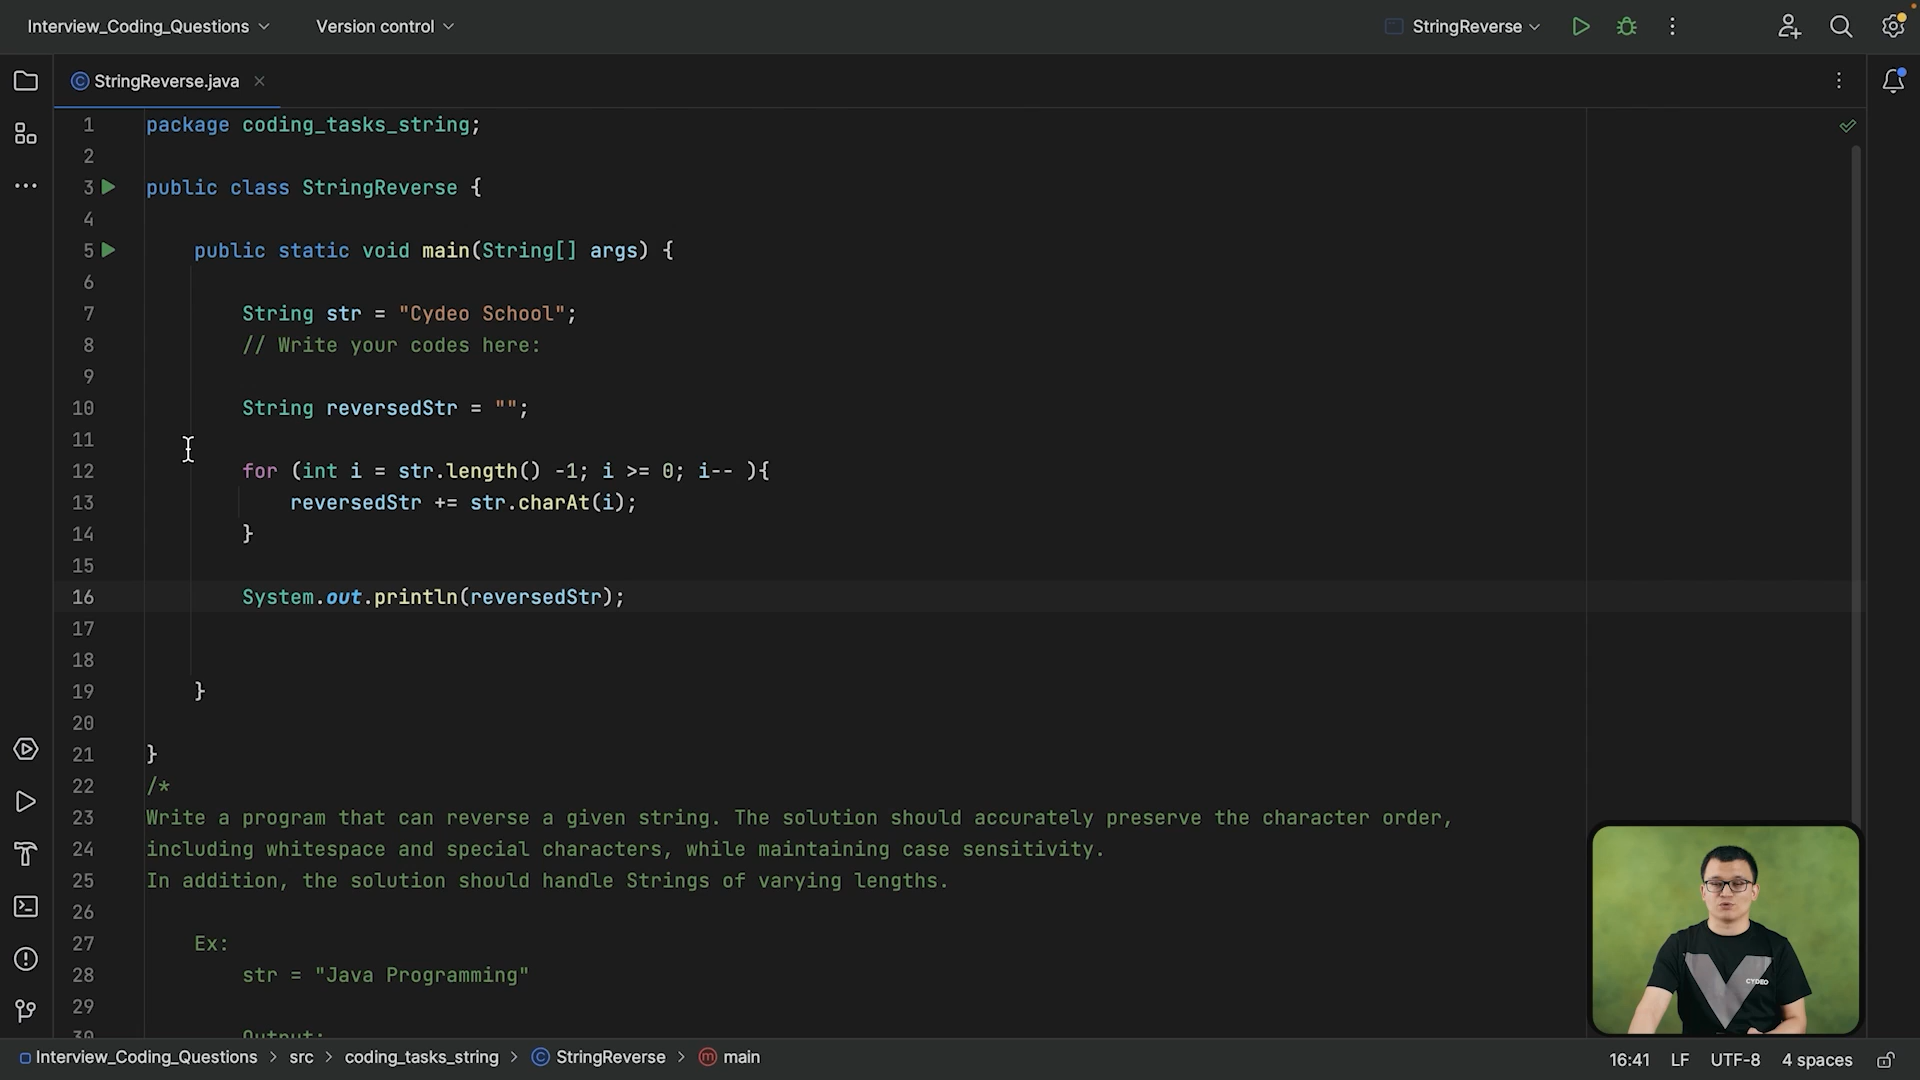 Interview_Coding_Questions
Version control
StringReverse
StringReverse.java
1 package coding_tasks_string;
2
3 public class StringReverse {
4
5     public static void main(String[] args) {
6
7         String str = "Cydeo School";
8         // Write your codes here:
9
10         String reversedStr = "";
11
12         for (int i = str.length() -1; i >= 0; i-- ){
13             reversedStr += str.charAt(i);
14         }
15
16         System.out.println(reversedStr);
17
18
19     }
20
21 }
22 /*
23 Write a program that can reverse a given string. The solution should accurately preserve the character order,
24 including whitespace and special characters, while maintaining case sensitivity.
25 In addition, the solution should handle Strings of varying lengths.
26
27     Ex:
28         str = "Java Programming"
29
30         Output:
CYDEO
Interview_Coding_Questions > src > coding_tasks_string > StringReverse > main
16:41 LF UTF-8 4 spaces